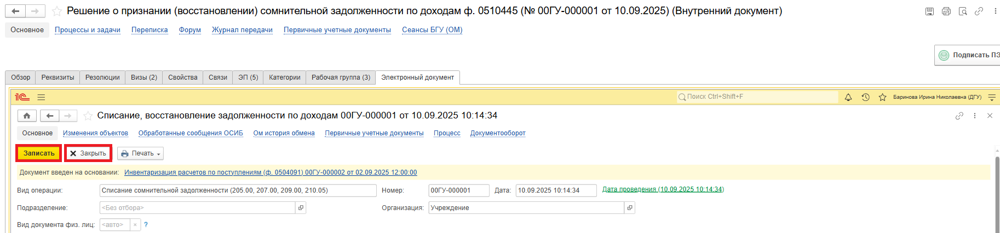 Решение о признании (восстановлении) сомнительной задолженности по доходам ф. 0510445 (№ 00ГУ-000001 от 10.09.2025) (Внутренний документ)
Основное Процессы и задачи Переписка Форум Журнал передачи Первичные учетные документы Сеансы БГУ (ОМ)
Подписать ПЭ
Обзор Реквизиты Резолюции Визы (2) Свойства Связи ЭП (5) Категории Рабочая группа (3) Электронный документ
1С Поиск Ctrl+Shift+F Баринова Ирина Николаевна (ДГУ)
Списание, восстановление задолженности по доходам 00ГУ-000001 от 10.09.2025 10:14:34
Основное Изменения объектов Обработанные сообщения ОСИБ Ом история обмена Первичные учетные документы Процесс Документооборот
Записать Закрыть Печать
Документ введен на основании: Инвентаризация расчетов по поступлениям (ф. 0504091) 00ГУ-000002 от 02.09.2025 12:00:00
Вид операции: Списание сомнительной задолженности (205.00, 207.00, 209.00, 210.05) Номер: 00ГУ-000001 Дата: 10.09.2025 10:14:34 Дата проведения (10.09.2025 10:14:34)
Подразделение: <Без отбора> Организация: Учреждение
Вид документа физ. лиц: <авто> × ?